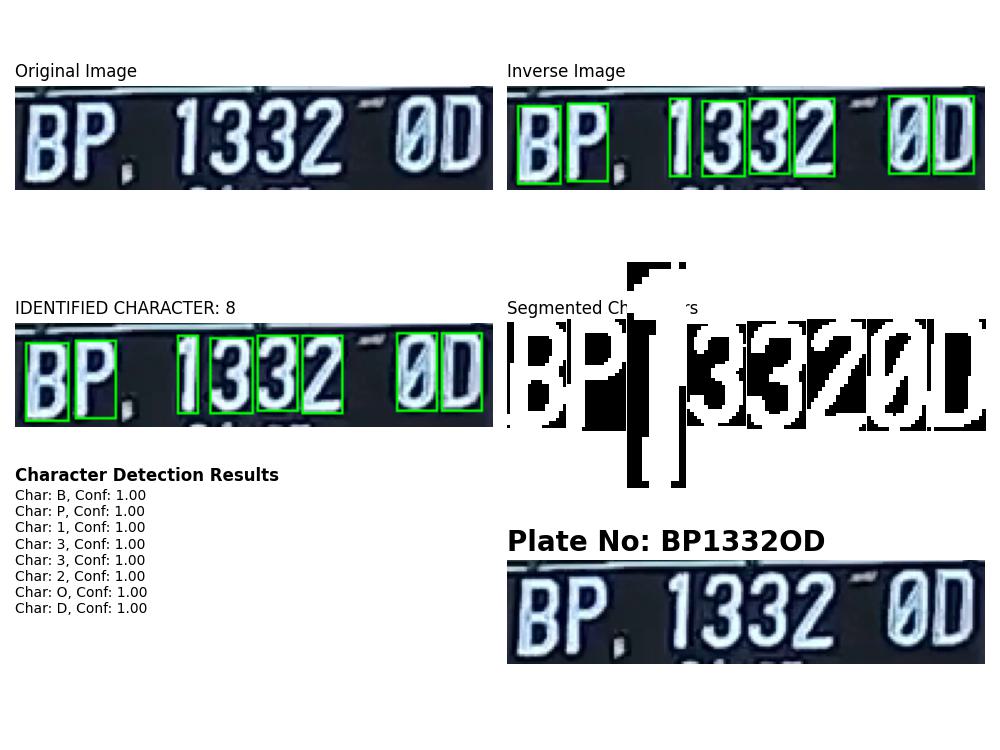 Original Image
BP 1332 0D
Inverse Image
BP 1332 0D
IDENTIFIED CHARACTER: 8
BP 1332 0D
Segmented Ch rs
BP13320D
Character Detection Results
Char: B, Conf: 1.00
Char: P, Conf: 1.00
Char: 1, Conf: 1.00
Char: 3, Conf: 1.00
Char: 3, Conf: 1.00
Char: 2, Conf: 1.00
Char: O, Conf: 1.00
Char: D, Conf: 1.00
Plate No: BP1332OD
BP 1332 0D